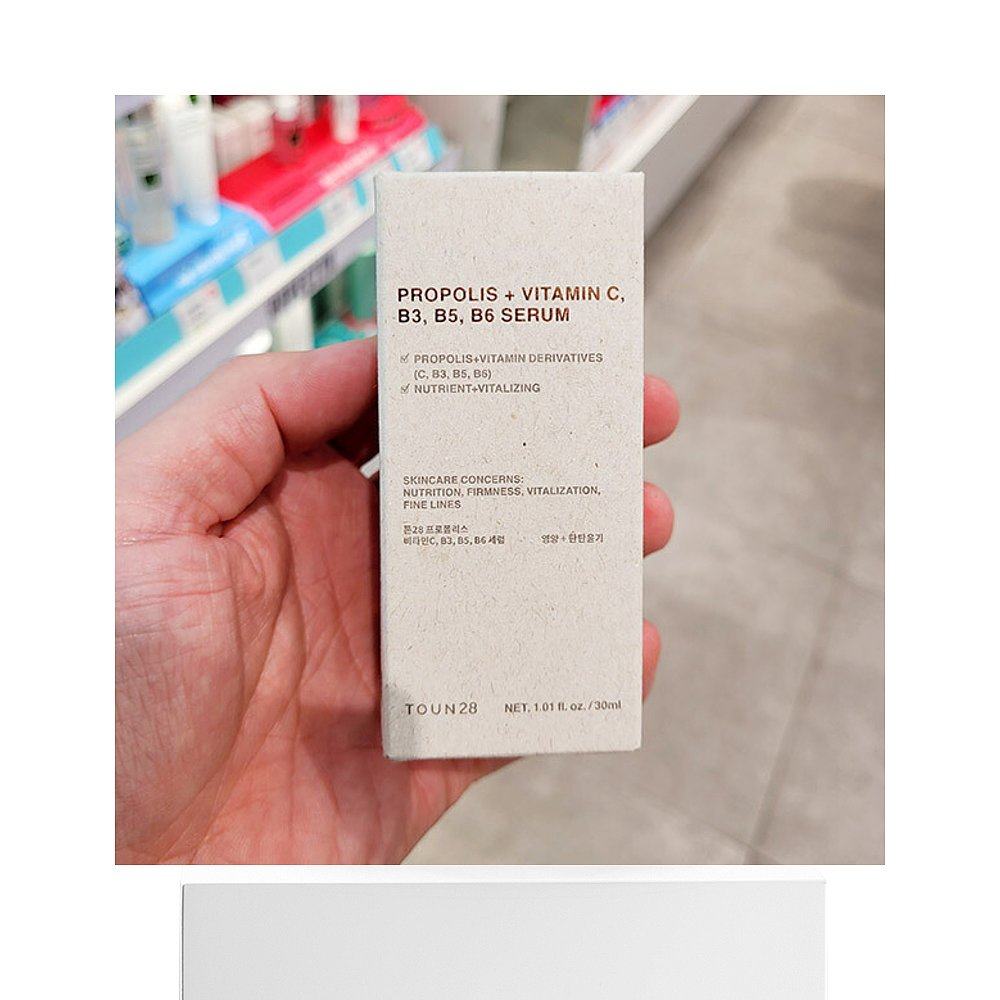 PROPOLIS + VITAMIN C,
B3, B5, B6 SERUM
PROPOLIS+VITAMIN DERIVATIVES
(C, B3, B5, B6)
NUTRIENT+VITALIZING
SKINCARE CONCERNS:
NUTRITION, FIRMNESS, VITALIZATION,
FINE LINES
톤28 프로폴리스
비타민C, B3, B5, B6 세럼 영양 + 탄탄윤기
TOUN28 NET. 1.01 fl. oz. / 30ml